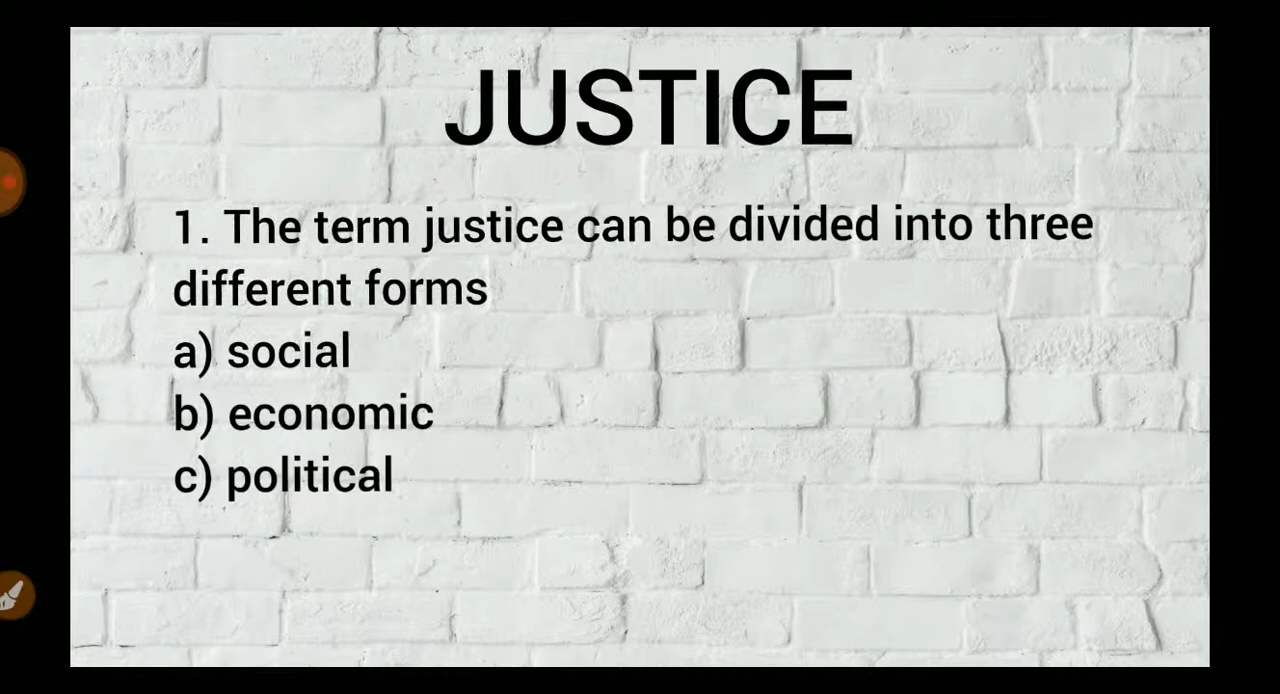 JUSTICE
1. The term justice can be divided into three
different forms
a) social
b) economic
c) political